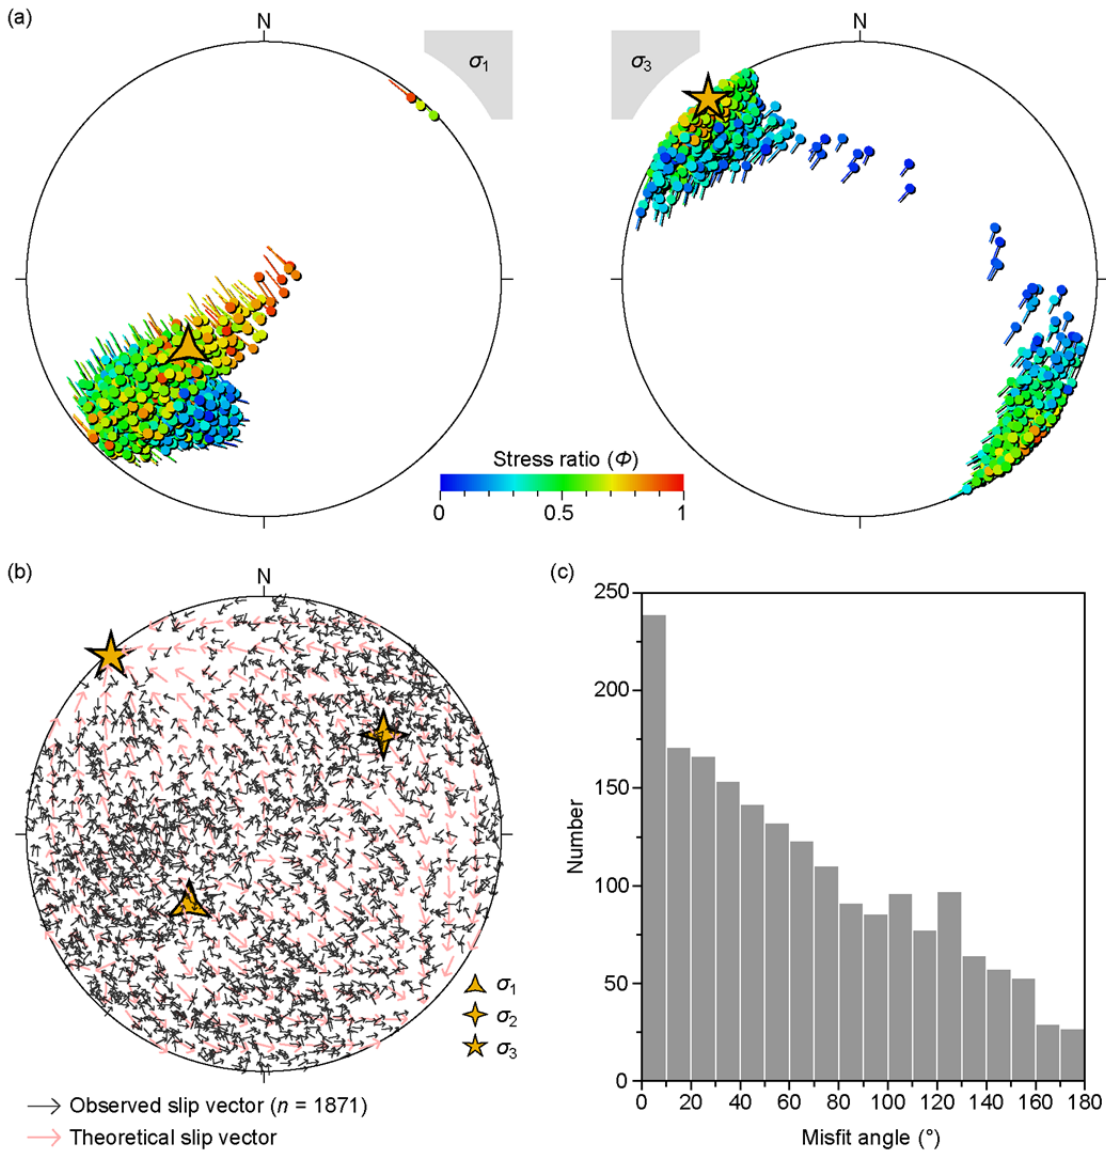 (a)
N
σ1
σ3
N
Stress ratio (Φ)
0 0.5 1
(b)
N
σ1
σ2
σ3
Observed slip vector (n = 1871)
Theoretical slip vector
(c)
250
200
150
100
50
0
Number
0 20 40 60 80 100 120 140 160 180
Misfit angle (°)